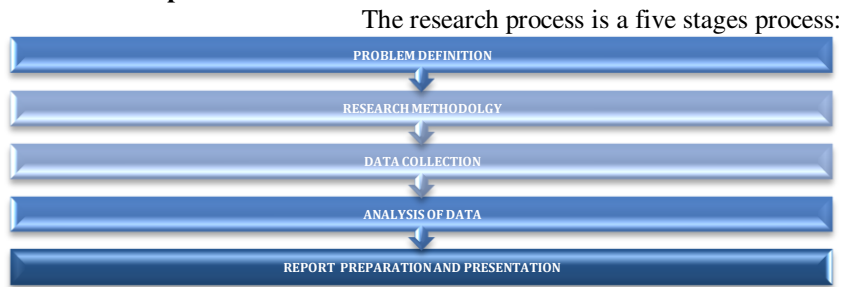 The research process is a five stages process:
PROBLEM DEFINITION
RESEARCH METHODOLGY
DATA COLLECTION
ANALYSIS OF DATA
REPORT PREPARATION AND PRESENTATION